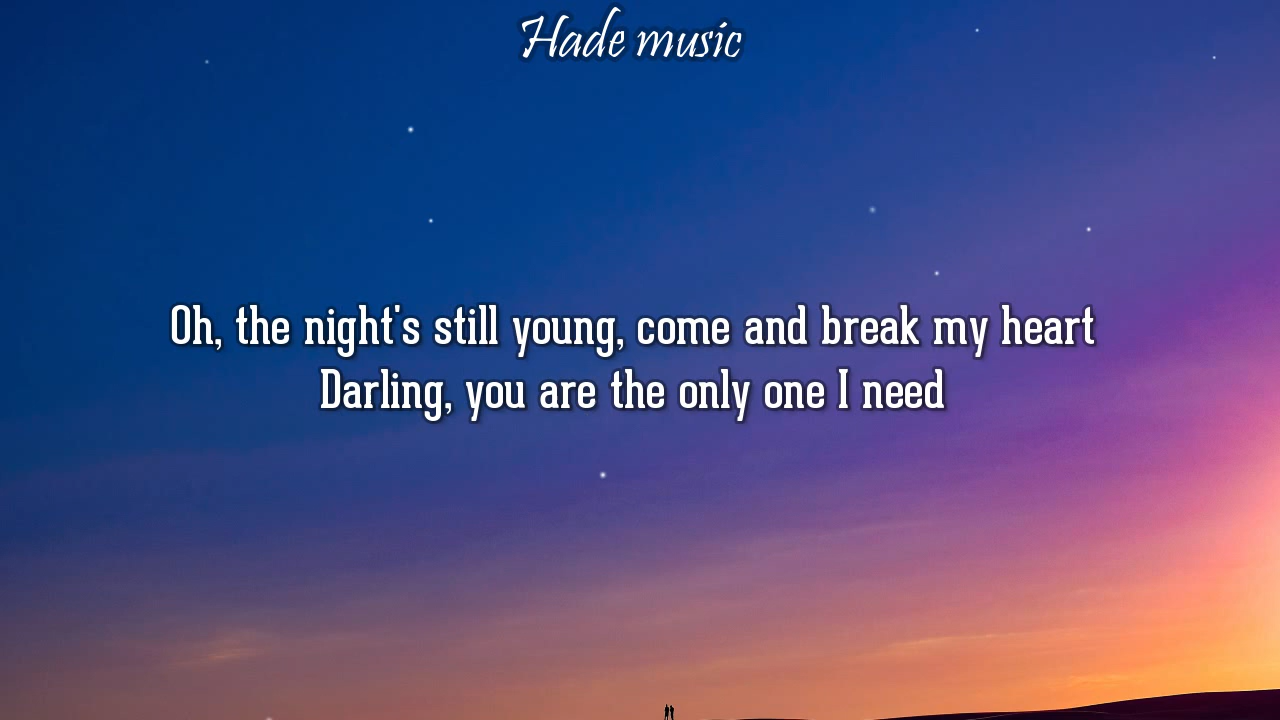 Hade music
Oh, the night's still young, come and break my heart
Darling, you are the only one I need